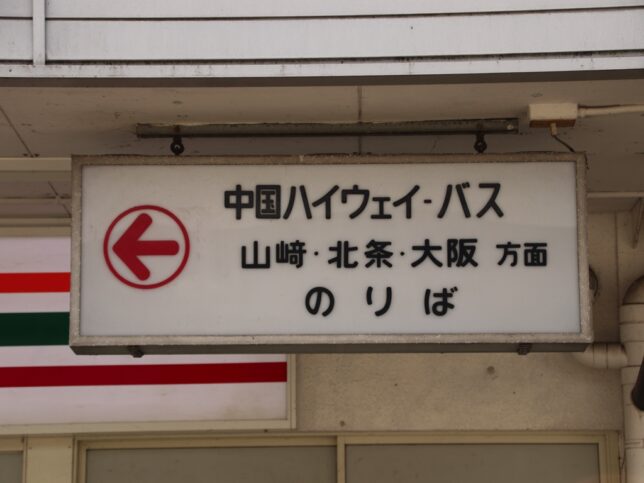 中国ハイウェイ-バス
山﨑・北条・大阪 方面
のりば